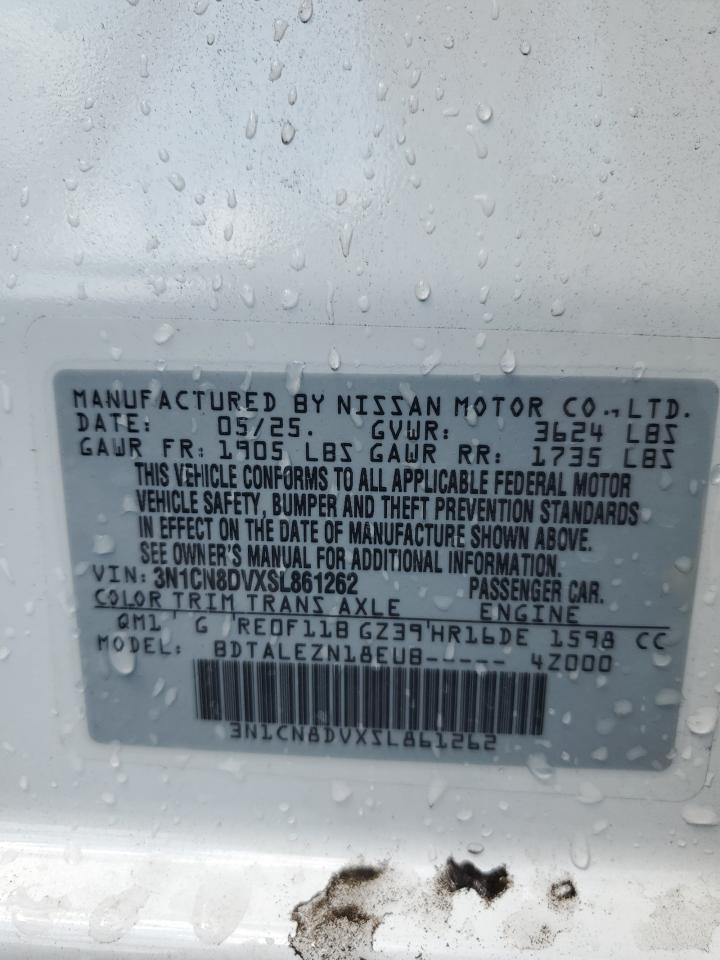 MANUFACTURED BY NISSAN MOTOR CO., LTD.
DATE: 05/25. GVWR: 3624 LBS
GAWR FR: 1905 LBS GAWR RR: 1735 LBS
THIS VEHICLE CONFORMS TO ALL APPLICABLE FEDERAL MOTOR
VEHICLE SAFETY, BUMPER AND THEFT PREVENTION STANDARDS
IN EFFECT ON THE DATE OF MANUFACTURE SHOWN ABOVE.
SEE OWNER'S MANUAL FOR ADDITIONAL INFORMATION.
VIN: 3N1CN8DVXSL861262 PASSENGER CAR.
COLOR TRIM TRANS AXLE ENGINE
QM1 G RE0F11B GZ39 HR16DE 1598 CC
BDTALEZN18EUB----- 4Z000
3N1CN8DVXSL861262